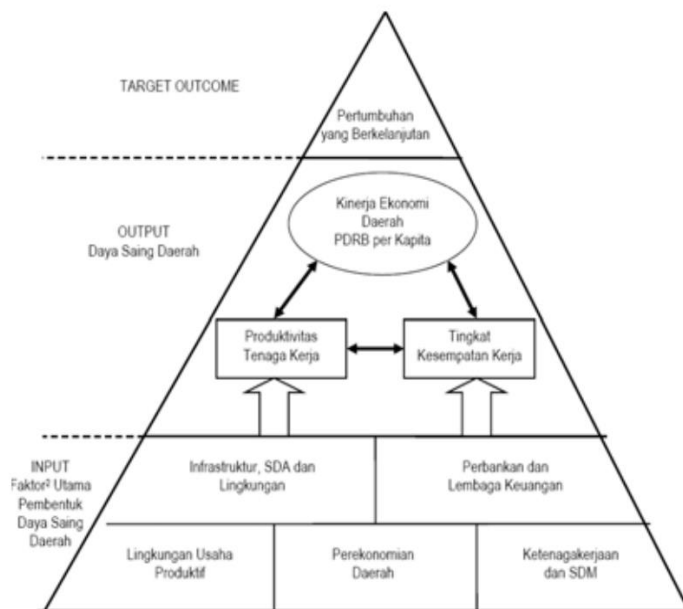 TARGET OUTCOME
Pertumbuhan
yang Berkelanjutan
OUTPUT
Daya Saing Daerah
Kinerja Ekonomi
Daerah
PDRB per Kapita
Produktivitas
Tenaga Kerja
Tingkat
Kesempatan Kerja
INPUT
Faktor² Utama
Pembentuk
Daya Saing
Daerah
Infrastruktur, SDA dan
Lingkungan
Perbankan dan
Lembaga Keuangan
Lingkungan Usaha
Produktif
Perekonomian
Daerah
Ketenagakerjaan
dan SDM